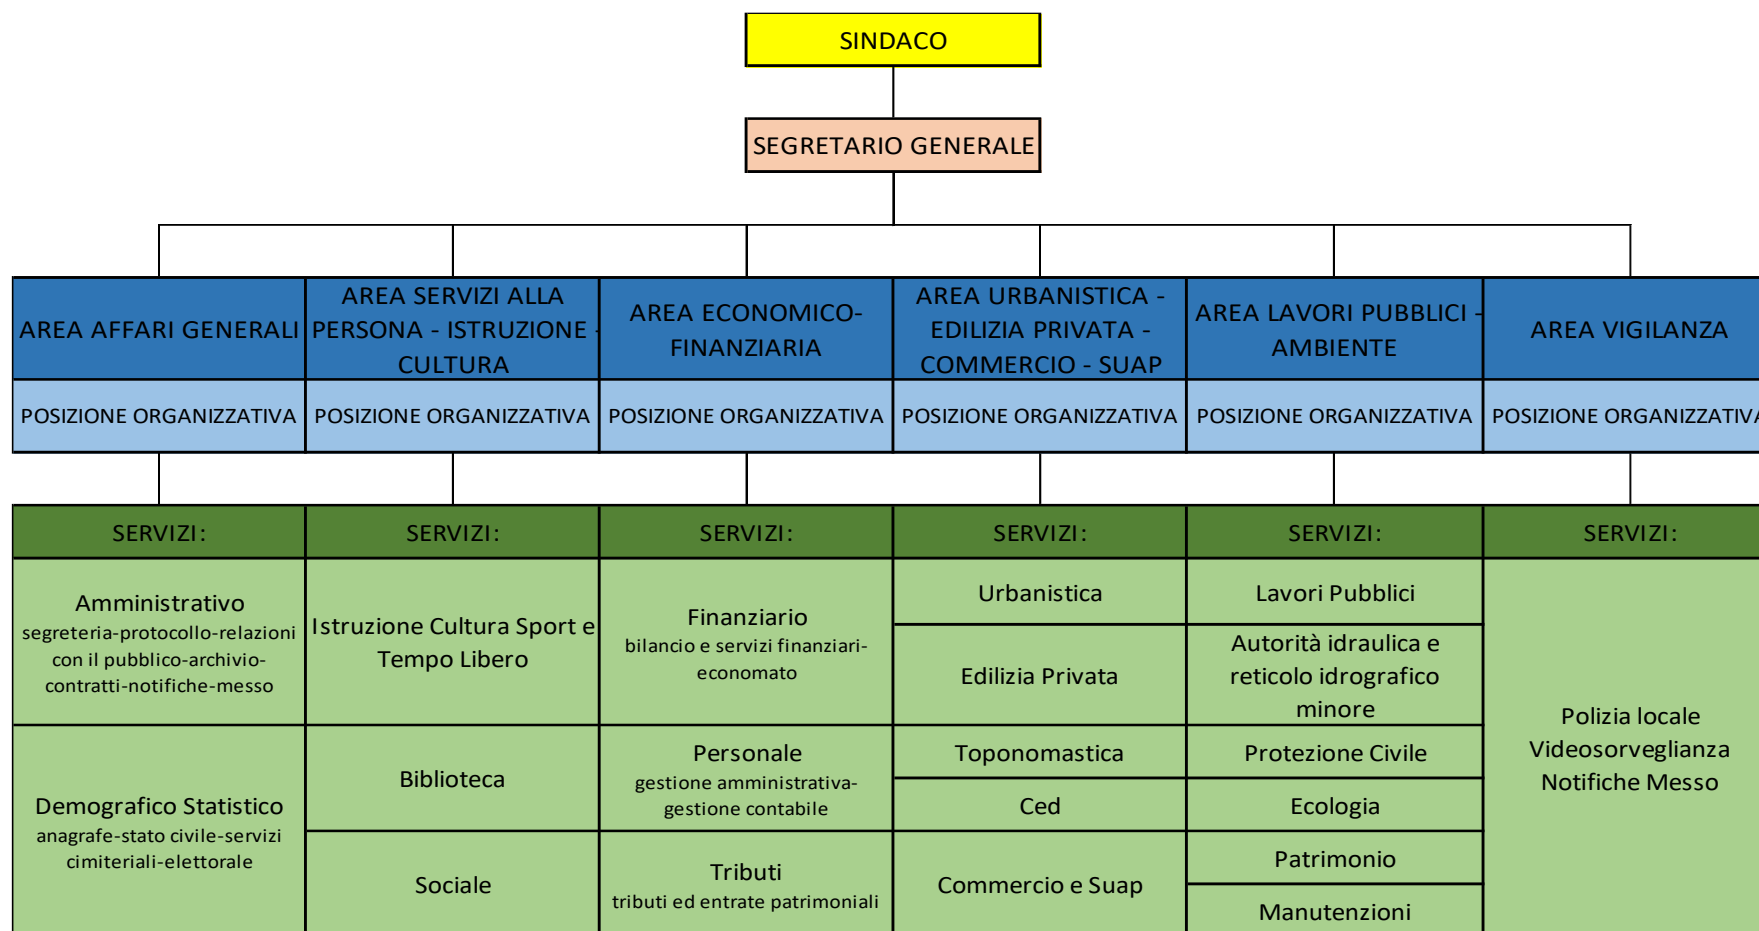 SINDACO
SEGRETARIO GENERALE
AREA AFFARI GENERALI
AREA SERVIZI ALLA
PERSONA - ISTRUZIONE -
CULTURA
AREA ECONOMICO-
FINANZIARIA
AREA URBANISTICA -
EDILIZIA PRIVATA -
COMMERCIO - SUAP
AREA LAVORI PUBBLICI -
AMBIENTE
AREA VIGILANZA
POSIZIONE ORGANIZZATIVA
POSIZIONE ORGANIZZATIVA
POSIZIONE ORGANIZZATIVA
POSIZIONE ORGANIZZATIVA
POSIZIONE ORGANIZZATIVA
POSIZIONE ORGANIZZATIVA
SERVIZI:
SERVIZI:
SERVIZI:
SERVIZI:
SERVIZI:
SERVIZI:
Amministrativo
segreteria-protocollo-relazioni
con il pubblico-archivio-
contratti-notifiche-messo
Demografico Statistico
anagrafe-stato civile-servizi
cimiteriali-elettorale
Istruzione Cultura Sport e
Tempo Libero
Biblioteca
Sociale
Finanziario
bilancio e servizi finanziari-
economato
Personale
gestione amministrativa-
gestione contabile
Tributi
tributi ed entrate patrimoniali
Urbanistica
Edilizia Privata
Toponomastica
Ced
Commercio e Suap
Lavori Pubblici
Autorità idraulica e
reticolo idrografico
minore
Protezione Civile
Ecologia
Patrimonio
Manutenzioni
Polizia locale
Videosorveglianza
Notifiche Messo